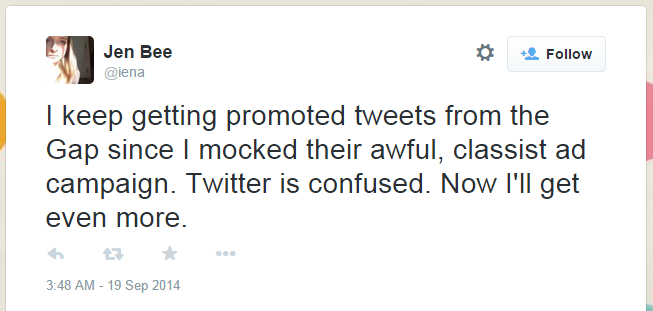 Jen Bee
@iena
Follow
I keep getting promoted tweets from the
Gap since I mocked their awful, classist ad
campaign. Twitter is confused. Now I'll get
even more.
3:48 AM - 19 Sep 2014